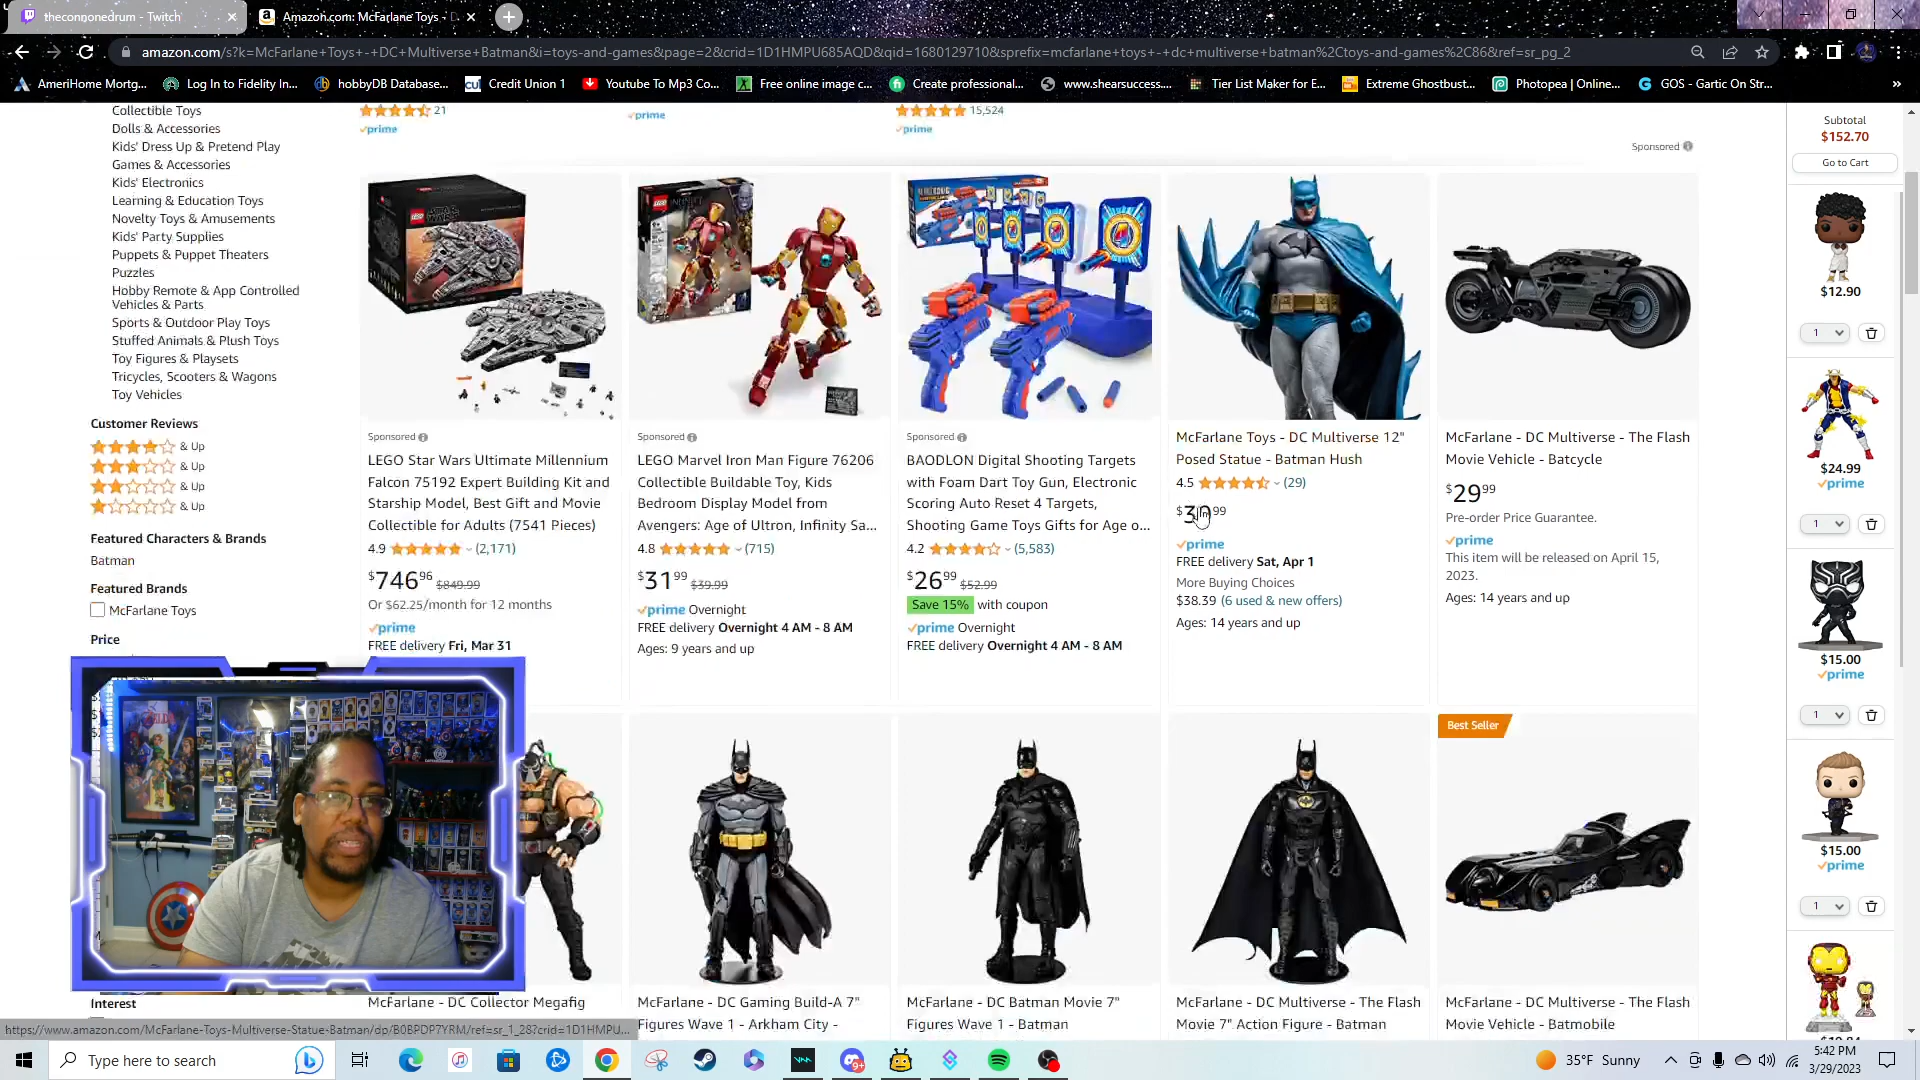 theconnonedrum - Twitch
Amazon.com: McFarlane Toys - D
amazon.com/s?k=McFarlane+Toys+-+DC+Multiverse+Batman&i=toys-and-games&page=2&crid=1D1HMPU685AQD&qid=1680129710&sprefix=mcfarlane+toys+-+dc+multiverse+batman%2Ctoys-and-games%2C86&ref=sr_pg_2
AmeriHome Mortg...
Log In to Fidelity In...
hobbyDB Database...
Credit Union 1
Youtube To Mp3 Co...
Free online image c...
Create professional...
www.shearsuccess....
Tier List Maker for E...
Extreme Ghostbust...
Photopea | Online...
GOS - Gartic On Str...
Collectible Toys
Dolls & Accessories
Kids' Dress Up & Pretend Play
Games & Accessories
Kids' Electronics
Learning & Education Toys
Novelty Toys & Amusements
Kids' Party Supplies
Puppets & Puppet Theaters
Puzzles
Hobby Remote & App Controlled
Vehicles & Parts
Sports & Outdoor Play Toys
Stuffed Animals & Plush Toys
Toy Figures & Playsets
Tricycles, Scooters & Wagons
Toy Vehicles
Customer Reviews
& Up
& Up
& Up
& Up
Featured Characters & Brands
Batman
Featured Brands
McFarlane Toys
Price
Interest
21
prime
prime
15,524
prime
Sponsored
Sponsored
LEGO Star Wars Ultimate Millennium
Falcon 75192 Expert Building Kit and
Starship Model, Best Gift and Movie
Collectible for Adults (7541 Pieces)
4.9 (2,171)
$746 96 $849.99
Or $62.25/month for 12 months
prime
FREE delivery Fri, Mar 31
Sponsored
LEGO Marvel Iron Man Figure 76206
Collectible Buildable Toy, Kids
Bedroom Display Model from
Avengers: Age of Ultron, Infinity Sa...
4.8 (715)
$31 99 $39.99
prime Overnight
FREE delivery Overnight 4 AM - 8 AM
Ages: 9 years and up
Sponsored
BAODLON Digital Shooting Targets
with Foam Dart Toy Gun, Electronic
Scoring Auto Reset 4 Targets,
Shooting Game Toys Gifts for Age o...
4.2 (5,583)
$26 99 $52.99
Save 15% with coupon
prime Overnight
FREE delivery Overnight 4 AM - 8 AM
McFarlane Toys - DC Multiverse 12"
Posed Statue - Batman Hush
4.5 (29)
prime
FREE delivery Sat, Apr 1
More Buying Choices
$38.39 (6 used & new offers)
Ages: 14 years and up
McFarlane - DC Multiverse - The Flash
Movie Vehicle - Batcycle
$29 99
Pre-order Price Guarantee.
prime
This item will be released on April 15,
2023.
Ages: 14 years and up
Best Seller
McFarlane - DC Collector Megafig
McFarlane - DC Gaming Build-A 7"
Figures Wave 1 - Arkham City -
McFarlane - DC Batman Movie 7"
Figures Wave 1 - Batman
McFarlane - DC Multiverse - The Flash
Movie 7" Action Figure - Batman
McFarlane - DC Multiverse - The Flash
Movie Vehicle - Batmobile
Subtotal
$152.70
Go to Cart
$12.90
1
$24.99
prime
1
$15.00
prime
1
$15.00
prime
1
https://www.amazon.com/McFarlane-Toys-Multiverse-Statue-Batman/dp/B0BPDP7YRM/ref=sr_1_28?crid=1D1HMPU...
Type here to search
35°F Sunny
5:42 PM
3/29/2023